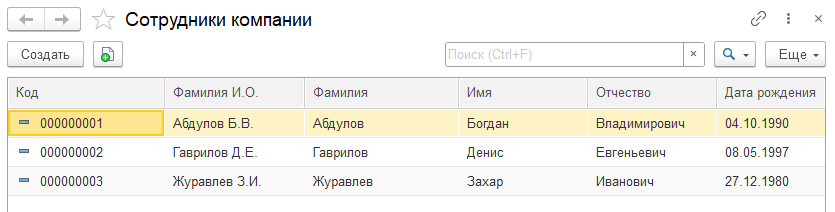 Сотрудники компании
Создать Поиск (Ctrl+F) × Еще
Код Фамилия И.О. Фамилия Имя Отчество Дата рождения
000000001 Абдулов Б.В. Абдулов Богдан Владимирович 04.10.1990
000000002 Гаврилов Д.Е. Гаврилов Денис Евгеньевич 08.05.1997
000000003 Журавлев З.И. Журавлев Захар Иванович 27.12.1980